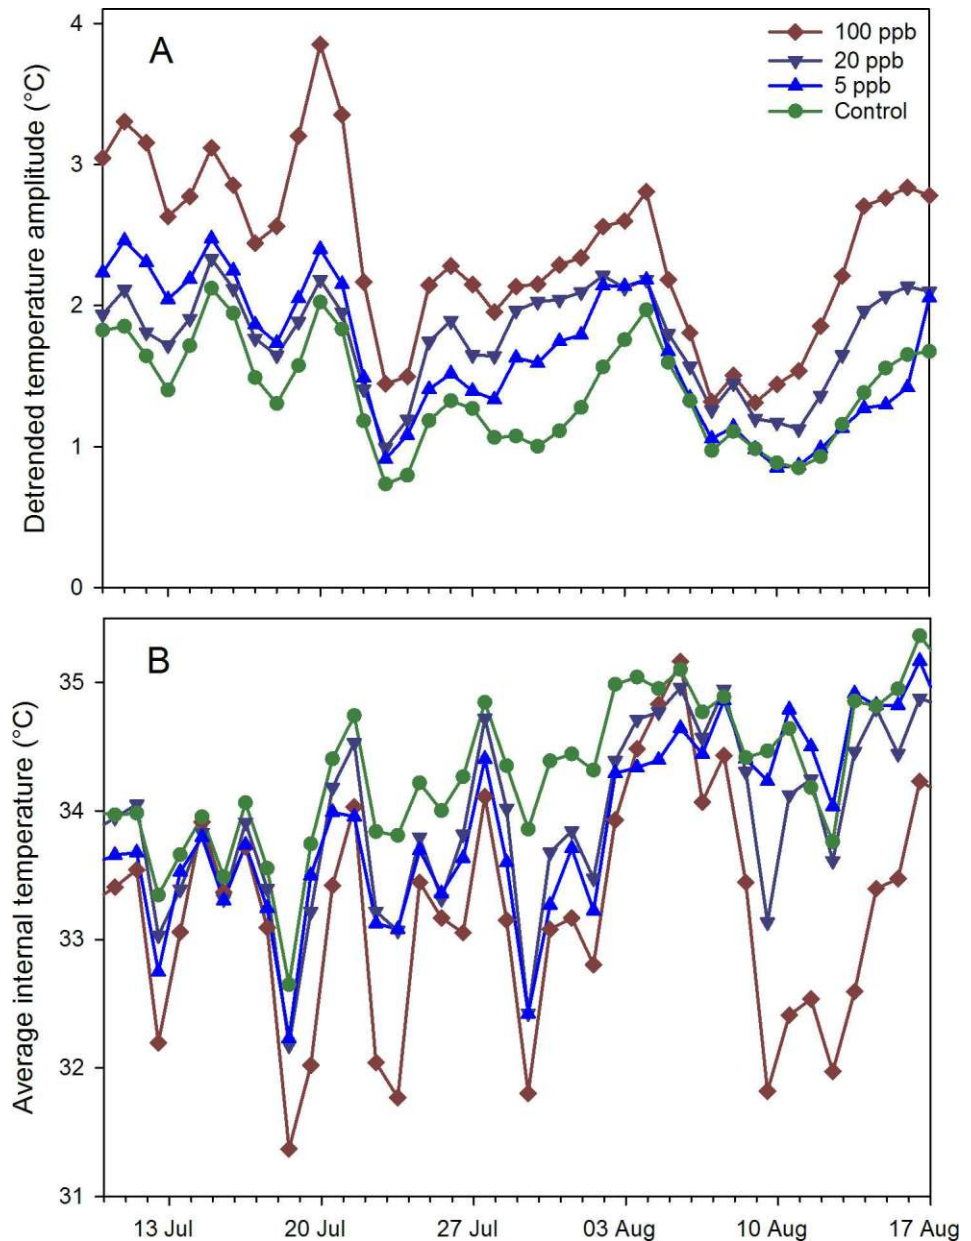 4
A
100 ppb
20 ppb
5 ppb
Control
3
2
1
0
Detrended temperature amplitude (°C)
B
35
34
33
32
31
Average internal temperature (°C)
13 Jul 20 Jul 27 Jul 03 Aug 10 Aug 17 Aug